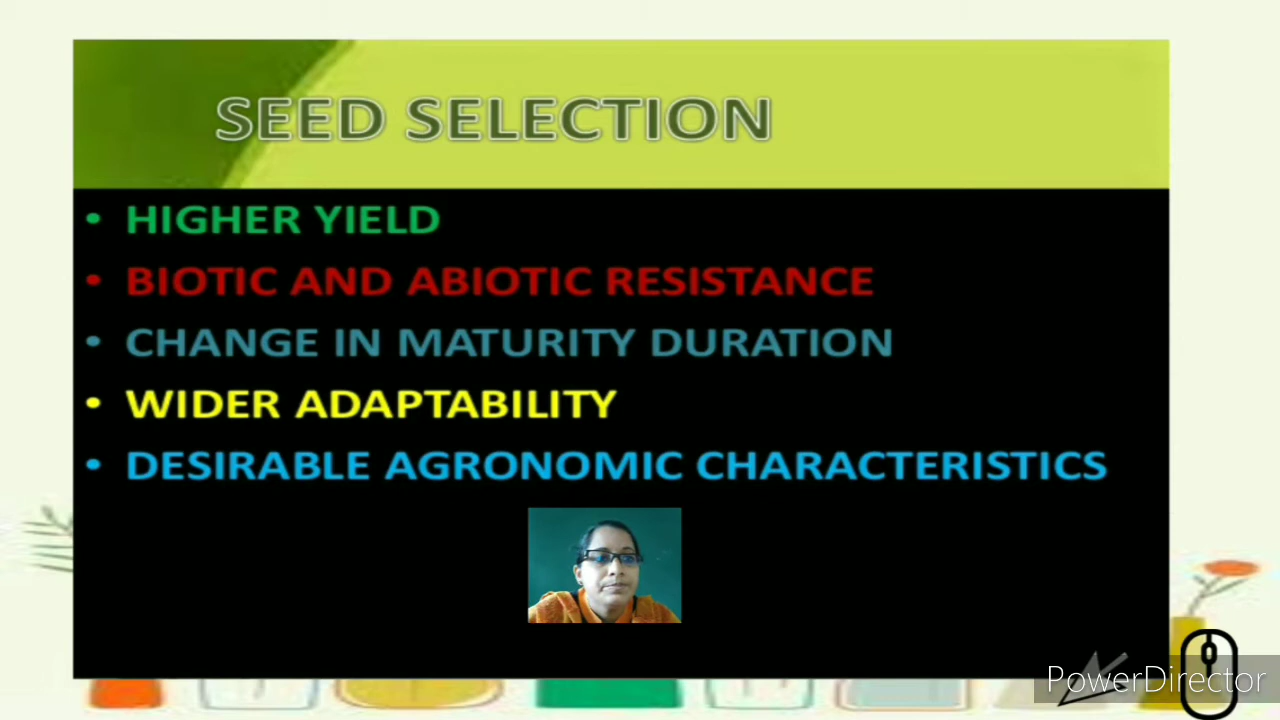 SEED SELECTION
• HIGHER YIELD
• BIOTIC AND ABIOTIC RESISTANCE
• CHANGE IN MATURITY DURATION
• WIDER ADAPTABILITY
• DESIRABLE AGRONOMIC CHARACTERISTICS
PowerDirector